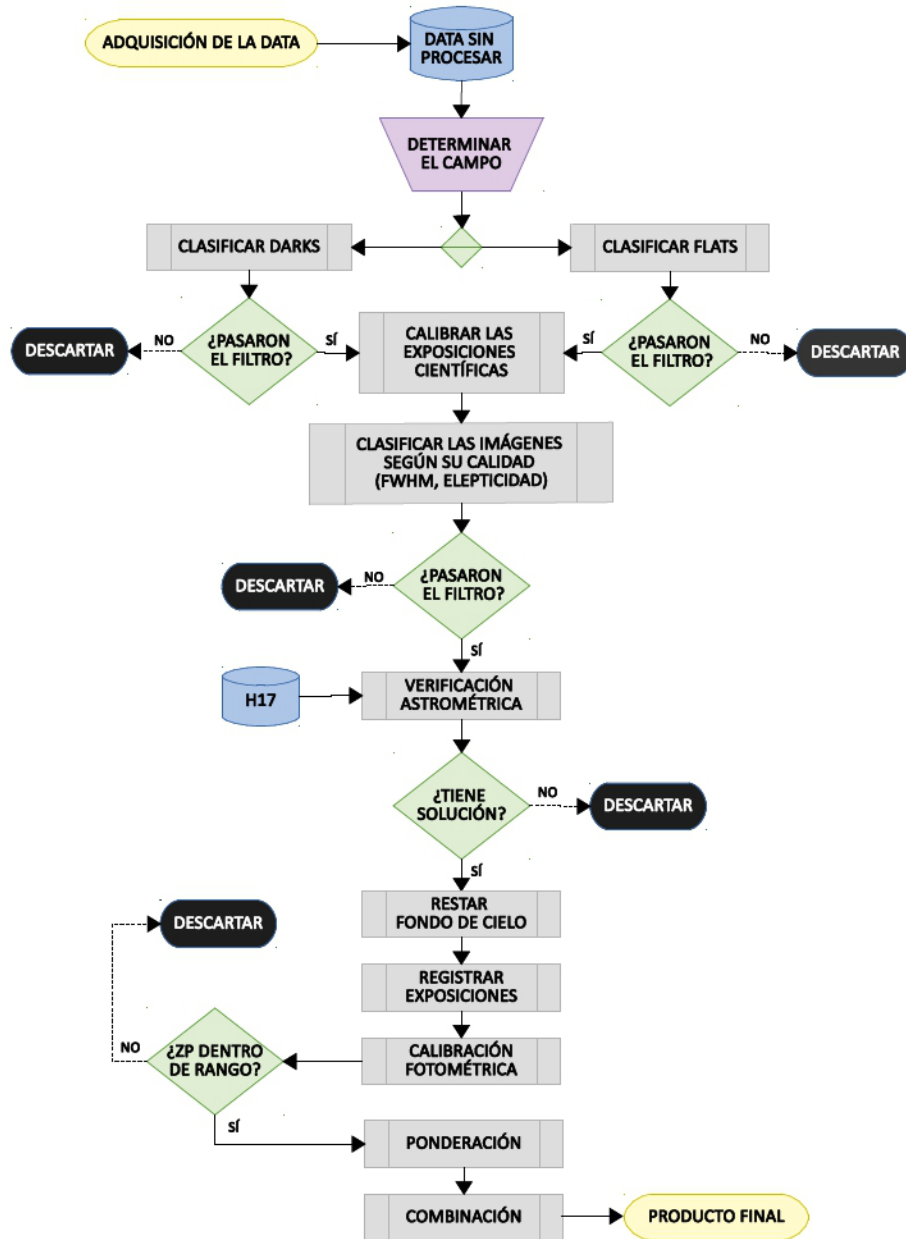 ADQUISICIÓN DE LA DATA
DATA SIN
PROCESAR
DETERMINAR
EL CAMPO
CLASIFICAR DARKS
CLASIFICAR FLATS
DESCARTAR
NO
¿PASARON
EL FILTRO?
SÍ
CALIBRAR LAS
EXPOSICIONES
CIENTÍFICAS
SÍ
¿PASARON
EL FILTRO?
NO
DESCARTAR
CLASIFICAR LAS IMÁGENES
SEGÚN SU CALIDAD
(FWHM, ELEPTICIDAD)
DESCARTAR
NO
¿PASARON
EL FILTRO?
SÍ
H17
VERIFICACIÓN
ASTROMÉTRICA
¿TIENE
SOLUCIÓN?
NO
DESCARTAR
SÍ
RESTAR
FONDO DE CIELO
DESCARTAR
REGISTRAR
EXPOSICIONES
NO
¿ZP DENTRO
DE RANGO?
CALIBRACIÓN
FOTOMÉTRICA
SÍ
PONDERACIÓN
COMBINACIÓN
PRODUCTO FINAL